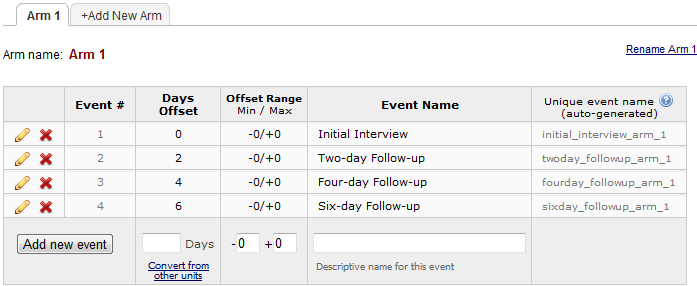 Arm 1 +Add New Arm
Arm name: Arm 1 Rename Arm 1
Event # Days Offset Offset Range Min / Max Event Name Unique event name ? (auto-generated)
1 0 -0/+0 Initial Interview initial_interview_arm_1
2 2 -0/+0 Two-day Follow-up twoday_followup_arm_1
3 4 -0/+0 Four-day Follow-up fourday_followup_arm_1
4 6 -0/+0 Six-day Follow-up sixday_followup_arm_1
Add new event Days -0 +0
Convert from other units Descriptive name for this event